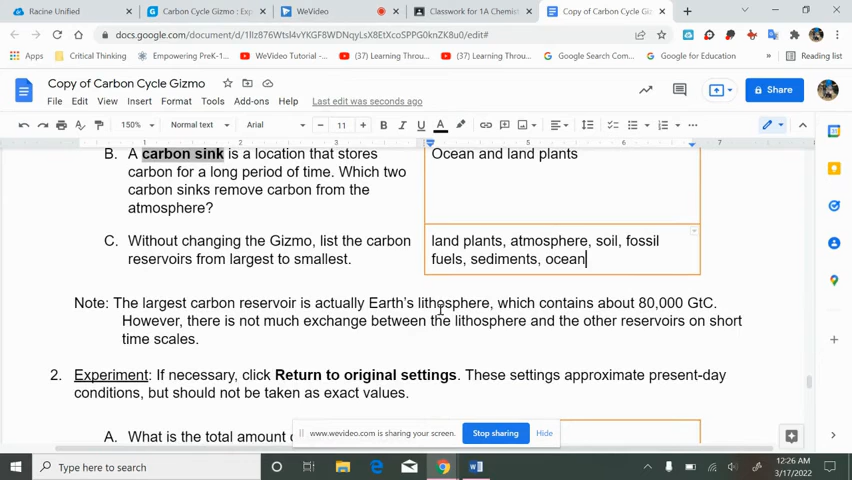 Racine Unified
Carbon Cycle Gizmo : Exp
WeVideo
Classwork for 1A Chemist
Copy of Carbon Cycle Gizmo
docs.google.com/document/d/1Ilz876Wtsl4vYKGF8WDNqyLsX8EtXcoSPPG0knZK8u0/edit#
Apps
Critical Thinking
Empowering PreK-1...
WeVideo Tutorial -...
(37) Learning Throu...
(37) Learning Throu...
Google Search Com...
Google for Education
Reading list
Copy of Carbon Cycle Gizmo
File Edit View Insert Format Tools Add-ons Help Last edit was seconds ago
Share
150% Normal text Arial 11 B I U A
1 2 3 4 5 6 7
B. A carbon sink is a location that stores
carbon for a long period of time. Which two
carbon sinks remove carbon from the
atmosphere?
Ocean and land plants
C. Without changing the Gizmo, list the carbon
reservoirs from largest to smallest.
land plants, atmosphere, soil, fossil
fuels, sediments, ocean
Note: The largest carbon reservoir is actually Earth's lithosphere, which contains about 80,000 GtC.
However, there is not much exchange between the lithosphere and the other reservoirs on short
time scales.
2. Experiment: If necessary, click Return to original settings. These settings approximate present-day
conditions, but should not be taken as exact values.
A. What is the total amount
www.wevideo.com is sharing your screen. Stop sharing Hide
Type here to search
12:26 AM
3/17/2022